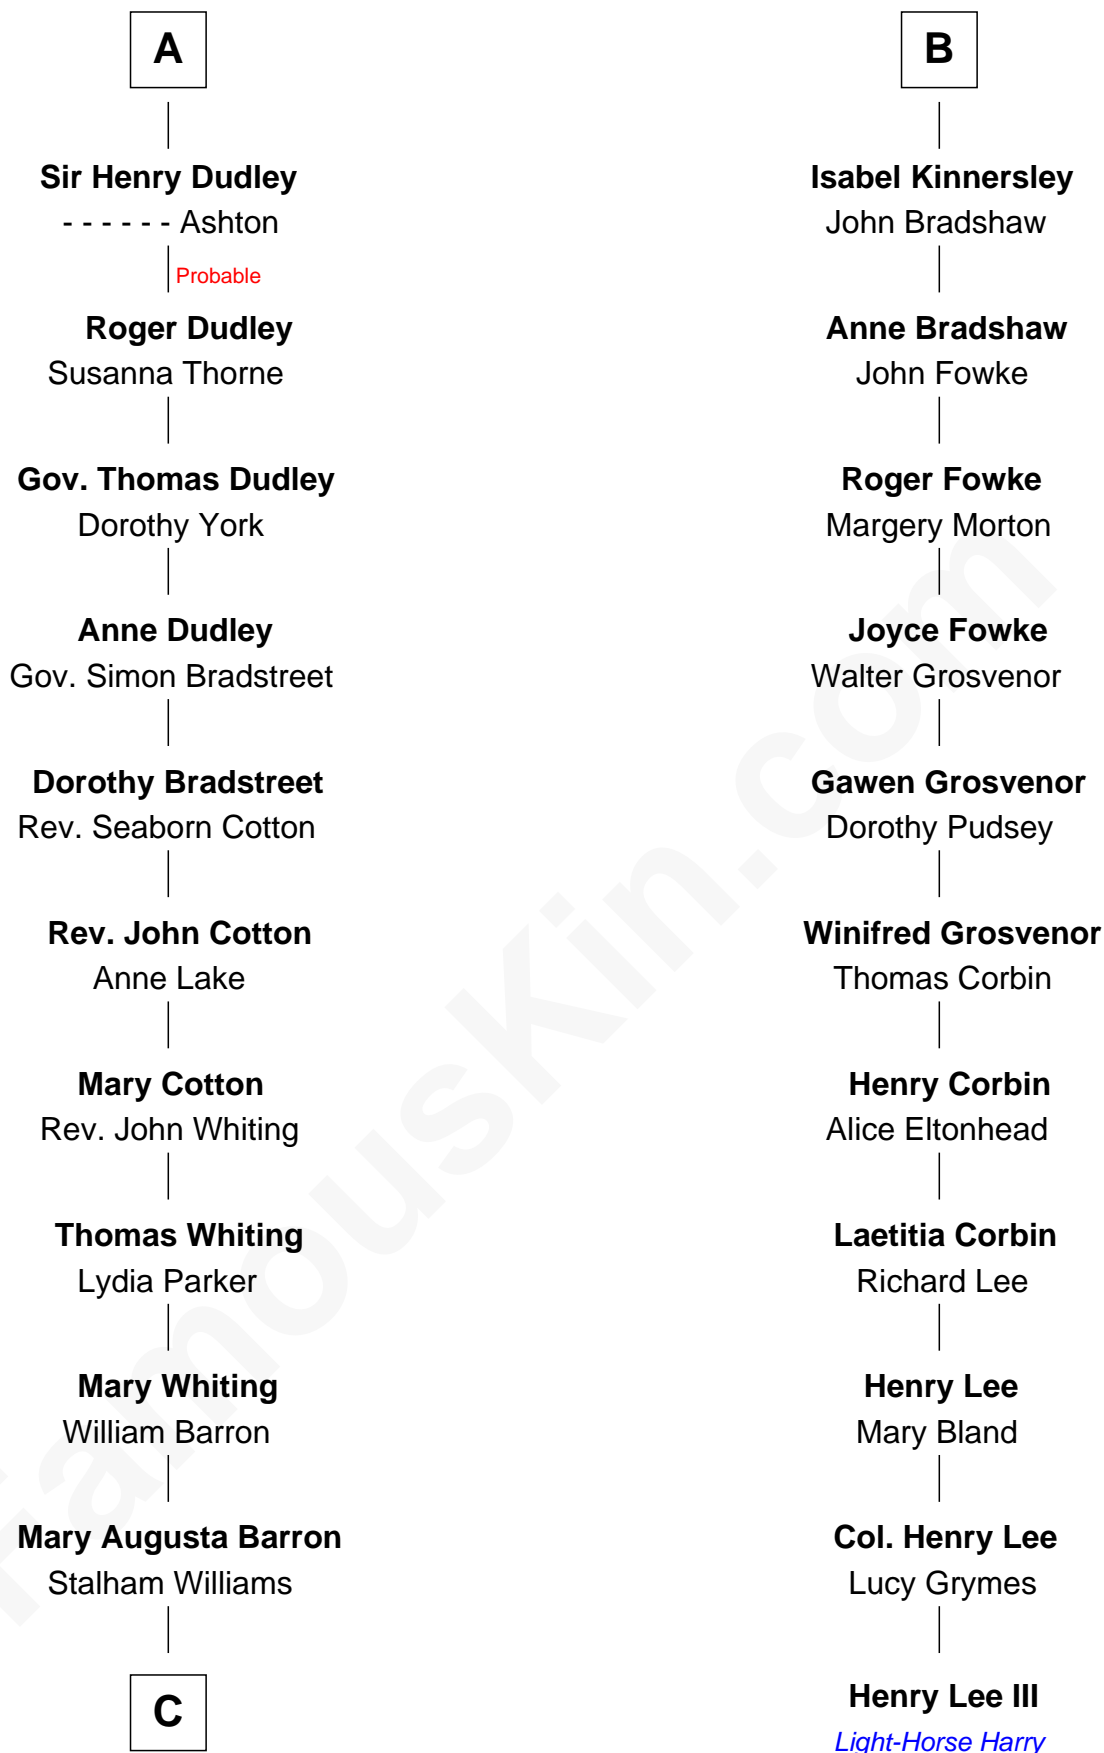 A
Sir Henry Dudley
- - - - - - Ashton
Probable
Roger Dudley
Susanna Thorne
Gov. Thomas Dudley
Dorothy York
Anne Dudley
Gov. Simon Bradstreet
Dorothy Bradstreet
Rev. Seaborn Cotton
Rev. John Cotton
Anne Lake
Mary Cotton
Rev. John Whiting
Thomas Whiting
Lydia Parker
Mary Whiting
William Barron
Mary Augusta Barron
Stalham Williams
C
B
Isabel Kinnersley
John Bradshaw
Anne Bradshaw
John Fowke
Roger Fowke
Margery Morton
Joyce Fowke
Walter Grosvenor
Gawen Grosvenor
Dorothy Pudsey
Winifred Grosvenor
Thomas Corbin
Henry Corbin
Alice Eltonhead
Laetitia Corbin
Richard Lee
Henry Lee
Mary Bland
Col. Henry Lee
Lucy Grymes
Henry Lee III
Light-Horse Harry
FamousKin.com